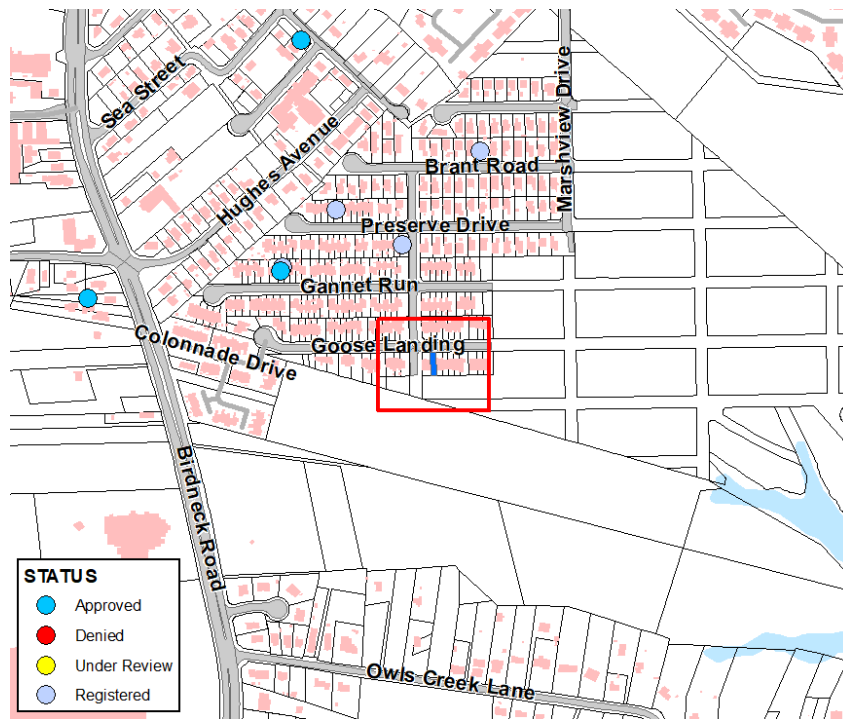 Sea Street
Marshview Drive
Hughes Avenue
Brant Road
Preserve Drive
Gannet Run
Goose Landing
Colonnade Drive
Birdneck Road
Owls Creek Lane
STATUS
Approved
Denied
Under Review
Registered